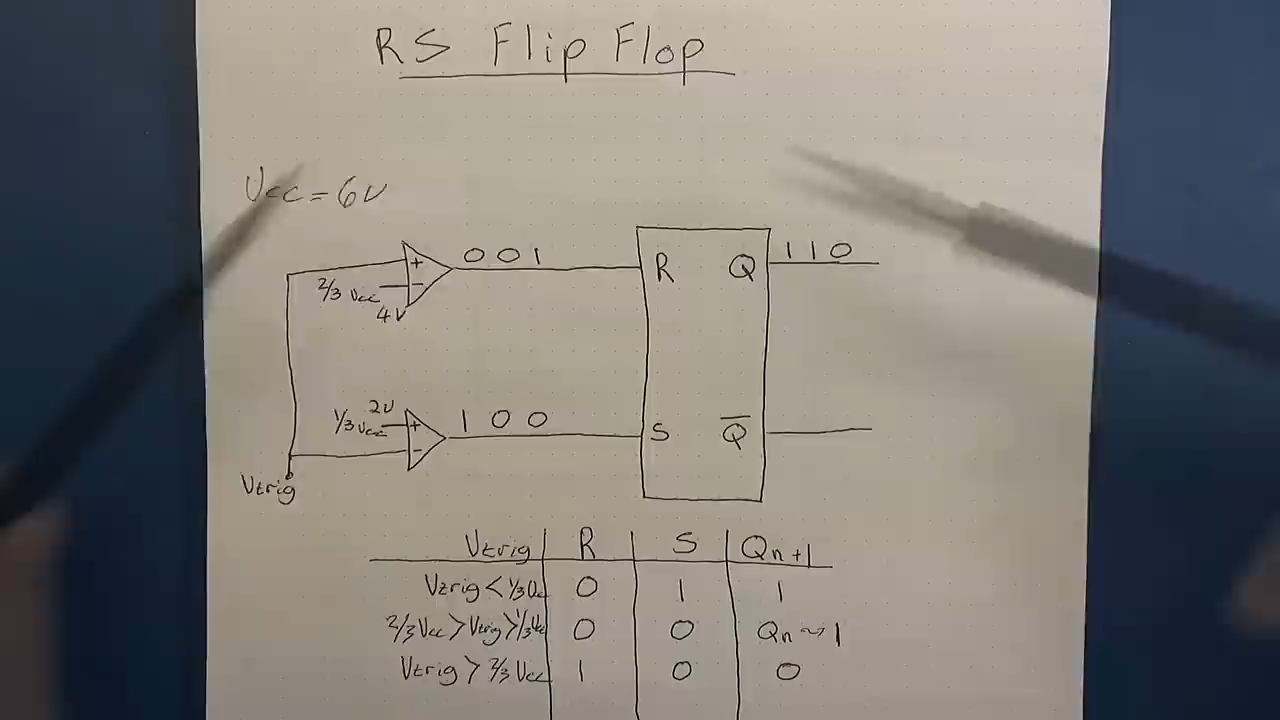 RS Flip Flop
Vcc = 6V
0 0 1
1 1 0
R
Q
+
2/3 Vcc
-
4V
2V
1/3 Vcc
+
-
1 0 0
S
Q̅
Vtrig
Vtrig R S Qn+1
Vtrig < 1/3 Vcc 0 1 1
2/3 Vcc > Vtrig > 1/3 Vcc 0 0 Qn ~ 1
Vtrig > 2/3 Vcc 1 0 0